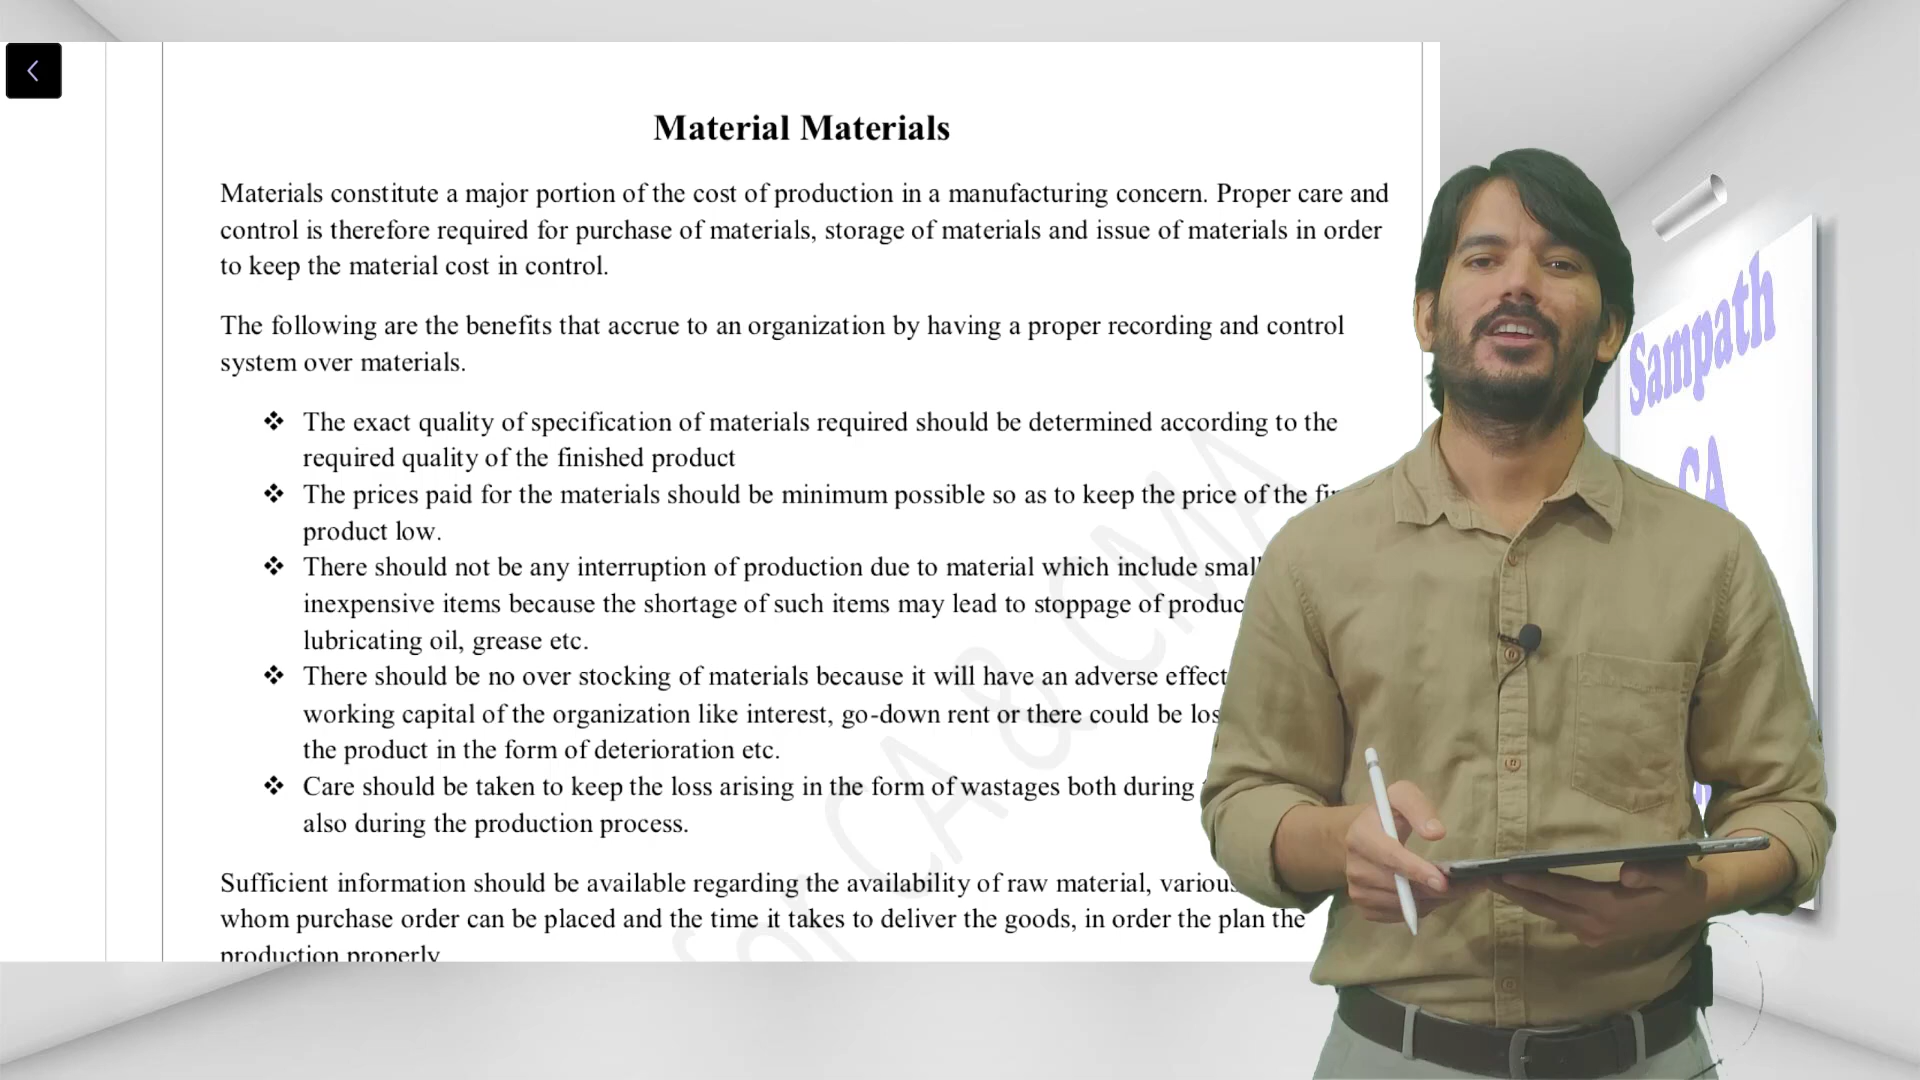 Material Materials
Materials constitute a major portion of the cost of production in a manufacturing concern. Proper care and
control is therefore required for purchase of materials, storage of materials and issue of materials in order
to keep the material cost in control.
The following are the benefits that accrue to an organization by having a proper recording and control
system over materials.
❖ The exact quality of specification of materials required should be determined according to the
required quality of the finished product
❖ The prices paid for the materials should be minimum possible so as to keep the price of the
product low.
❖ There should not be any interruption of production due to material which include small
inexpensive items because the shortage of such items may lead to stoppage of
lubricating oil, grease etc.
❖ There should be no over stocking of materials because it will have an adverse effect
working capital of the organization like interest, go-down rent or there could be
the product in the form of deterioration etc.
❖ Care should be taken to keep the loss arising in the form of wastages both during
also during the production process.
Sufficient information should be available regarding the availability of raw material, various
whom purchase order can be placed and the time it takes to deliver the goods, in order the plan the
production properly
for CA & CMA
Sampath
CA